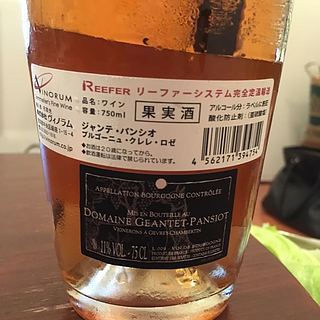 VINORUM
REEFER リーファーシステム完全定温輸送
品名:ワイン
容量:750ml
果実酒
アルコール分:ラベルに表記
酸化防止剤:(亜硫酸塩)
ジャンテ・パンシオ
ブルゴーニュ・クレレ・ロゼ
●お酒は20歳になってから。
●飲酒運転は法律で禁じられています。
4 562171 394754
APPELLATION BOURGOGNE CONTRÔLÉE
MIS EN BOUTEILLE AU
DOMAINE GEANTET-PANSIOT
VIGNERONS À GEVREY-CHAMBERTIN
11% VOL - 75 CL